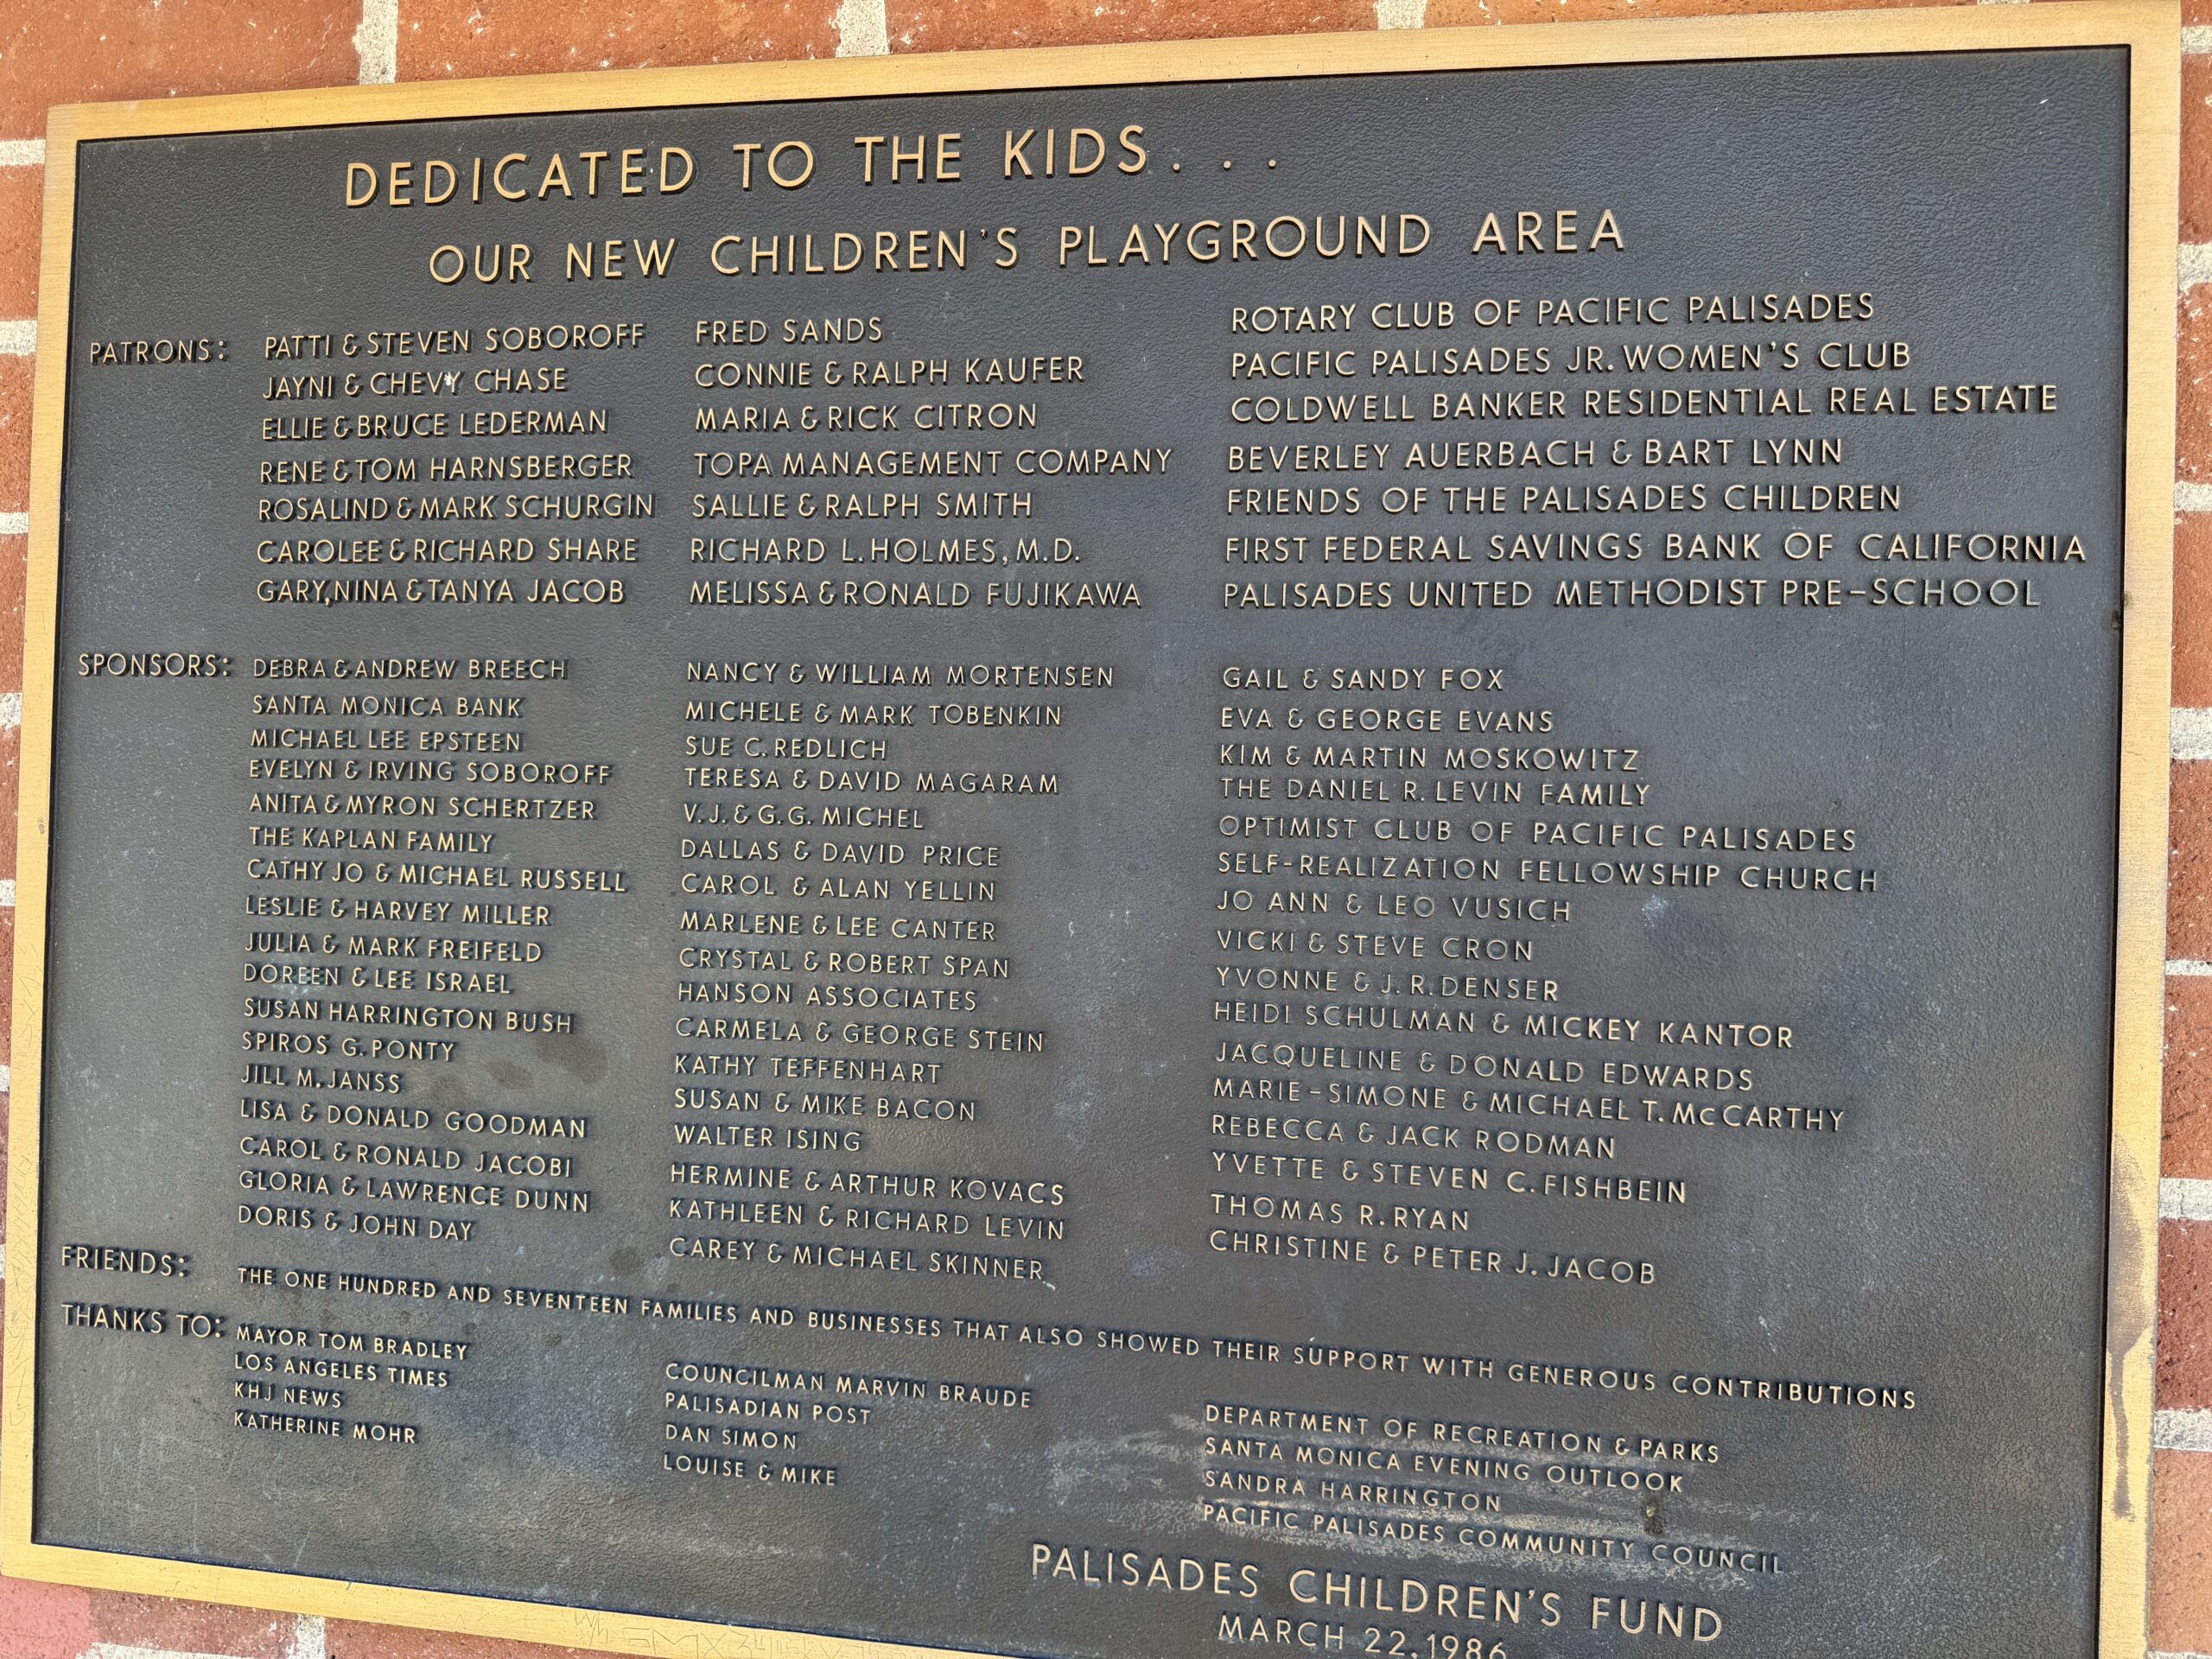 DEDICATED TO THE KIDS...
OUR NEW CHILDREN'S PLAYGROUND AREA
PATRONS:
PATTI & STEVEN SOBOROFF
JAYNI & CHEVY CHASE
ELLIE & BRUCE LEDERMAN
RENE & TOM HARNSBERGER
ROSALIND & MARK SCHURGIN
CAROLEE & RICHARD SHARE
GARY, NINA & TANYA JACOB
FRED SANDS
CONNIE & RALPH KAUFER
MARIA & RICK CITRON
TOPA MANAGEMENT COMPANY
SALLIE & RALPH SMITH
RICHARD L. HOLMES, M.D.
MELISSA & RONALD FUJIKAWA
ROTARY CLUB OF PACIFIC PALISADES
PACIFIC PALISADES JR. WOMEN'S CLUB
COLDWELL BANKER RESIDENTIAL REAL ESTATE
BEVERLEY AUERBACH & BART LYNN
FRIENDS OF THE PALISADES CHILDREN
FIRST FEDERAL SAVINGS BANK OF CALIFORNIA
PALISADES UNITED METHODIST PRE-SCHOOL
SPONSORS:
DEBRA & ANDREW BREECH
SANTA MONICA BANK
MICHAEL LEE EPSTEEN
EVELYN & IRVING SOBOROFF
ANITA & MYRON SCHERTZER
THE KAPLAN FAMILY
CATHY JO & MICHAEL RUSSELL
LESLIE & HARVEY MILLER
JULIA & MARK FREIFELD
DOREEN & LEE ISRAEL
SUSAN HARRINGTON BUSH
SPIROS G. PONTY
JILL M. JANSS
LISA & DONALD GOODMAN
CAROL & RONALD JACOBI
GLORIA & LAWRENCE DUNN
DORIS & JOHN DAY
NANCY & WILLIAM MORTENSEN
MICHELE & MARK TOBENKIN
SUE C. REDLICH
TERESA & DAVID MAGARAM
V.J. & G.G. MICHEL
DALLAS & DAVID PRICE
CAROL & ALAN YELLIN
MARLENE & LEE CANTER
CRYSTAL & ROBERT SPAN
HANSON ASSOCIATES
CARMELA & GEORGE STEIN
KATHY TEFFENHART
SUSAN & MIKE BACON
WALTER ISING
HERMINE & ARTHUR KOVACS
KATHLEEN & RICHARD LEVIN
CAREY & MICHAEL SKINNER
GAIL & SANDY FOX
EVA & GEORGE EVANS
KIM & MARTIN MOSKOWITZ
THE DANIEL R. LEVIN FAMILY
OPTIMIST CLUB OF PACIFIC PALISADES
SELF-REALIZATION FELLOWSHIP CHURCH
JO ANN & LEO VUSICH
VICKI & STEVE CRON
YVONNE & J.R. DENSER
HEIDI SCHULMAN & MICKEY KANTOR
JACQUELINE & DONALD EDWARDS
MARIE-SIMONE & MICHAEL T. McCARTHY
REBECCA & JACK RODMAN
YVETTE & STEVEN C. FISHBEIN
THOMAS R. RYAN
CHRISTINE & PETER J. JACOB
FRIENDS:
THE ONE HUNDRED AND SEVENTEEN FAMILIES AND BUSINESSES THAT ALSO SHOWED THEIR SUPPORT WITH GENEROUS CONTRIBUTIONS
THANKS TO:
MAYOR TOM BRADLEY
LOS ANGELES TIMES
KHJ NEWS
KATHERINE MOHR
COUNCILMAN MARVIN BRAUDE
PALISADIAN POST
DAN SIMON
LOUISE & MIKE
DEPARTMENT OF RECREATION & PARKS
SANTA MONICA EVENING OUTLOOK
SANDRA HARRINGTON
PACIFIC PALISADES COMMUNITY COUNCIL
PALISADES CHILDREN'S FUND
MARCH 22, 1986